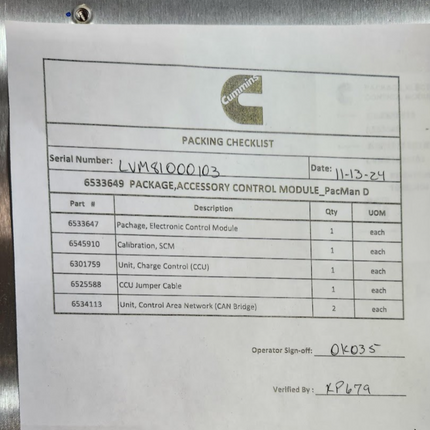 Cummins
PACKING CHECKLIST
Serial Number: LVM81000103 Date: 11-13-24
6533649 PACKAGE,ACCESSORY CONTROL MODULE_PacMan D
Part # Description Qty UOM
6533647 Pachage, Electronic Control Module 1 each
6545910 Calibration, SCM 1 each
6301759 Unit, Charge Control (CCU) 1 each
6525588 CCU Jumper Cable 1 each
6534113 Unit, Control Area Network (CAN Bridge) 2 each
Operator Sign-off: OK035
Verified By: KP679